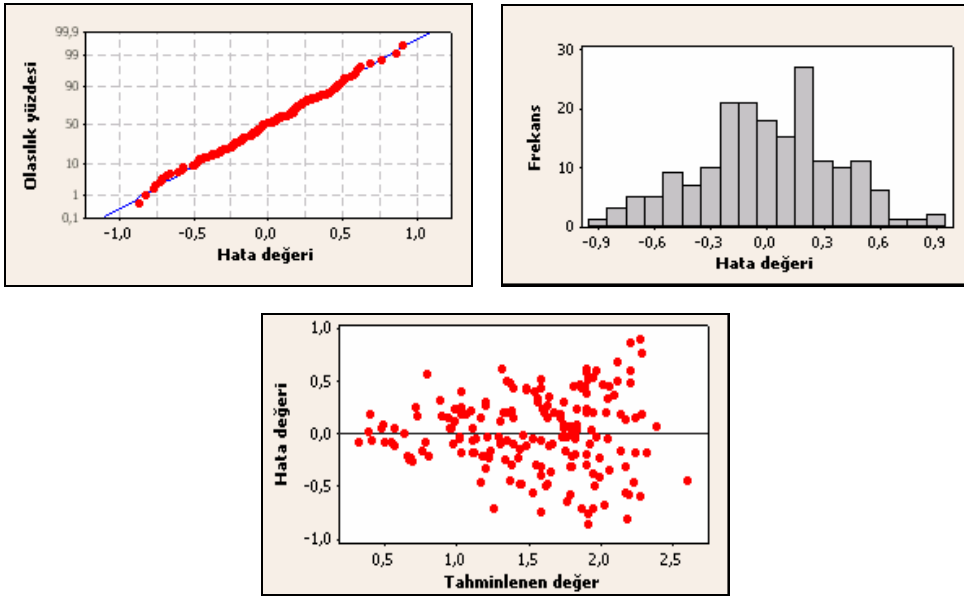 99,9
99
90
50
10
1
0,1
-1,0 -0,5 0,0 0,5 1,0
Olasılık yüzdesi
Hata değeri
30
20
10
0
-0,9 -0,6 -0,3 0,0 0,3 0,6 0,9
Frekans
Hata değeri
1,0
0,5
0,0
-0,5
-1,0
0,5 1,0 1,5 2,0 2,5
Hata değeri
Tahminlenen değer